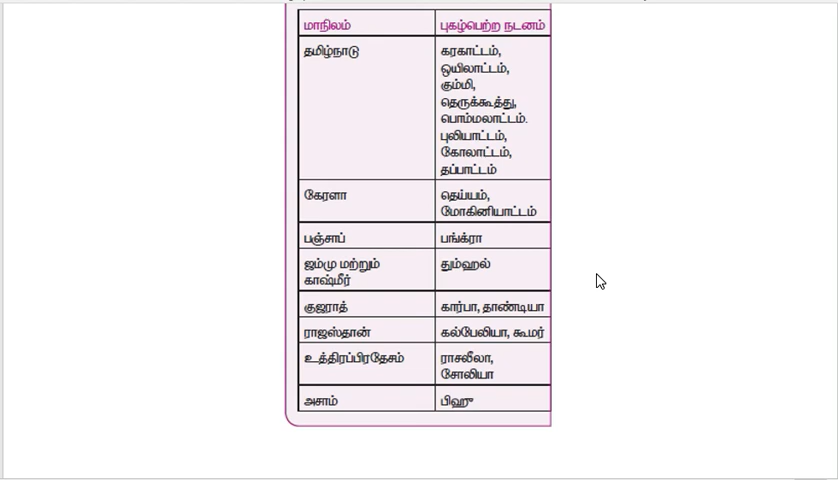 மாநிலம் புகழ்பெற்ற நடனம்
தமிழ்நாடு கரகாட்டம்,
ஒயிலாட்டம்,
கும்மி,
தெருக்கூத்து,
பொம்மலாட்டம்.
புலியாட்டம்,
கோலாட்டம்,
தப்பாட்டம்
கேரளா தெய்யம்,
மோகினியாட்டம்
பஞ்சாப் பங்க்ரா
ஜம்மு மற்றும் தும்ஹல்
காஷ்மீர்
குஜராத் கார்பா, தாண்டியா
ராஜஸ்தான் கல்பேலியா, கூமர்
உத்திரப்பிரதேசம் ராசலீலா,
சோலியா
அசாம் பிஹு